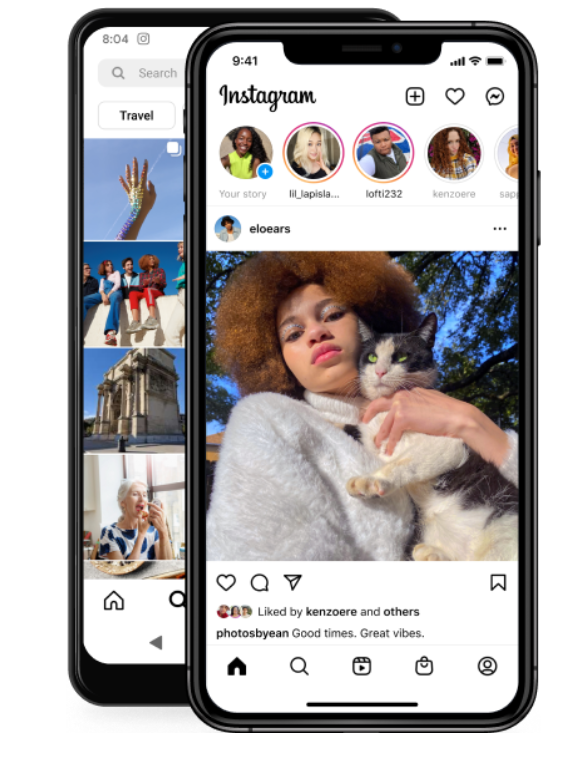 8:04
Search
Travel
9:41
Instagram
Your story
lil_lapisla...
lofti232
kenzoere
sapp
eloears
Liked by kenzoere and others
photosbyean Good times. Great vibes.